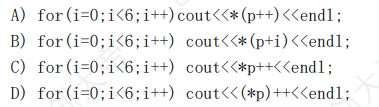 A) for(i=0;i<6;i++)cout<<*(p++)<<endl;
B) for(i=0;i<6;i++) cout<<*(p+i)<<endl;
C) for(i=0;i<6;i++) cout<<*p++<<endl;
D) for(i=0;i<6;i++) cout<<(*p)++<<endl;